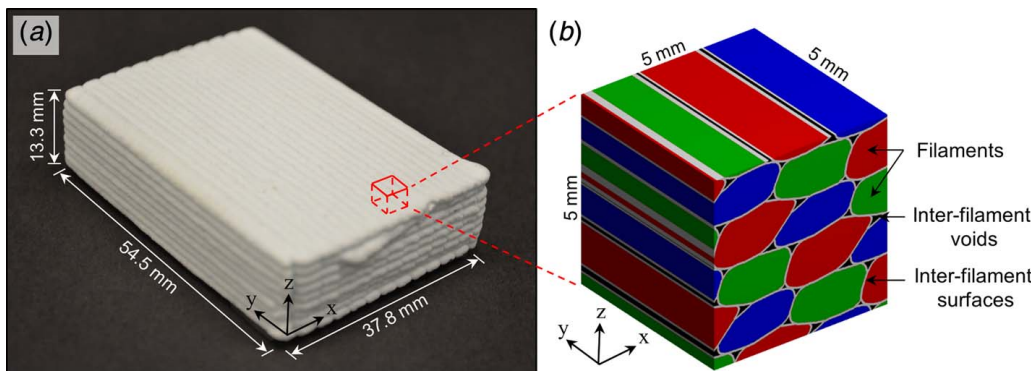 (a)
13.3 mm
54.5 mm
37.8 mm
z
y
x
(b)
5 mm
5 mm
5 mm
Filaments
Inter-filament
voids
Inter-filament
surfaces
z
y
x